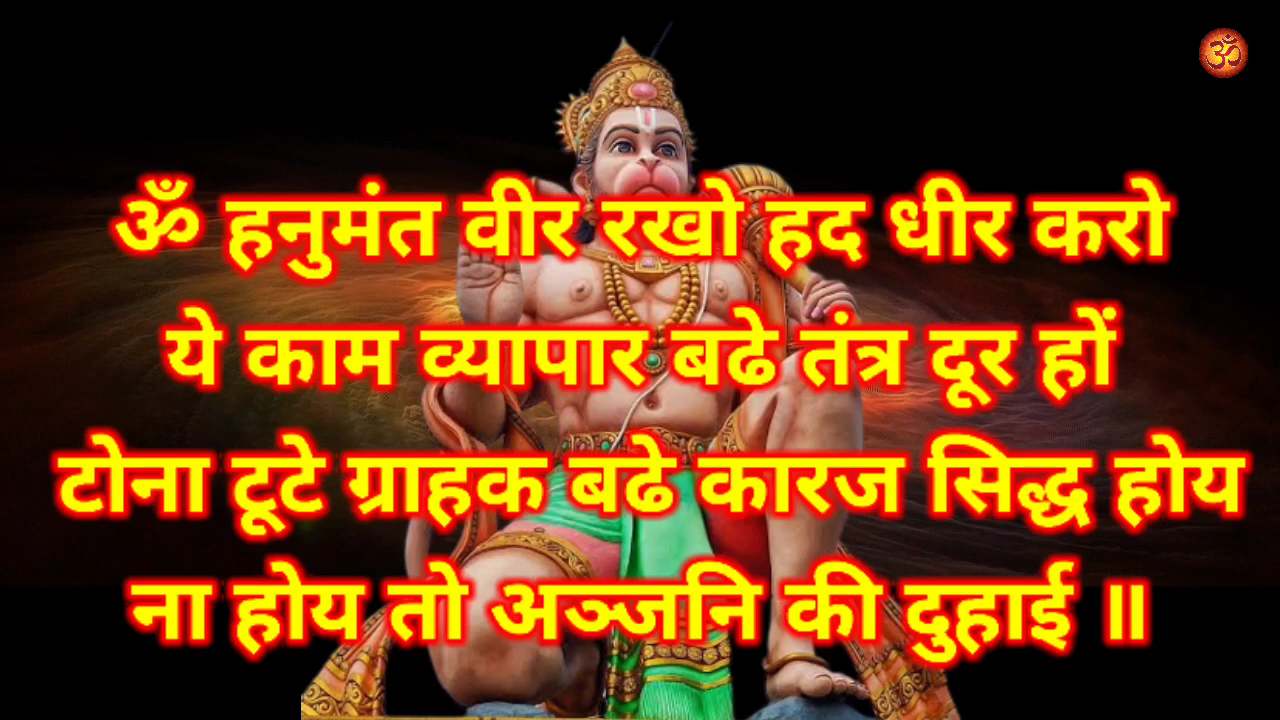 ॐ
ॐ हनुमंत वीर रखो हद धीर करो
ये काम व्यापार बढे तंत्र दूर हों
टोना टूटे ग्राहक बढे कारज सिद्ध होय
ना होय तो अञ्जनि की दुहाई ॥